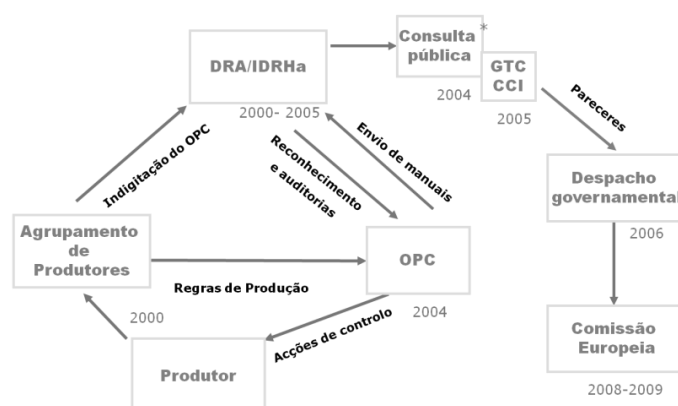 Consulta *
pública
DRA/IDRHa
GTC
CCI
2004
2005
2000- 2005
Pareceres
Indigitação do OPC
Reconhecimento
e auditorias
Envio de manuais
Despacho
governamental
2006
Agrupamento
de
Produtores
OPC
Regras de Produção
2004
2000
Acções de controlo
Produtor
Comissão
Europeia
2008-2009